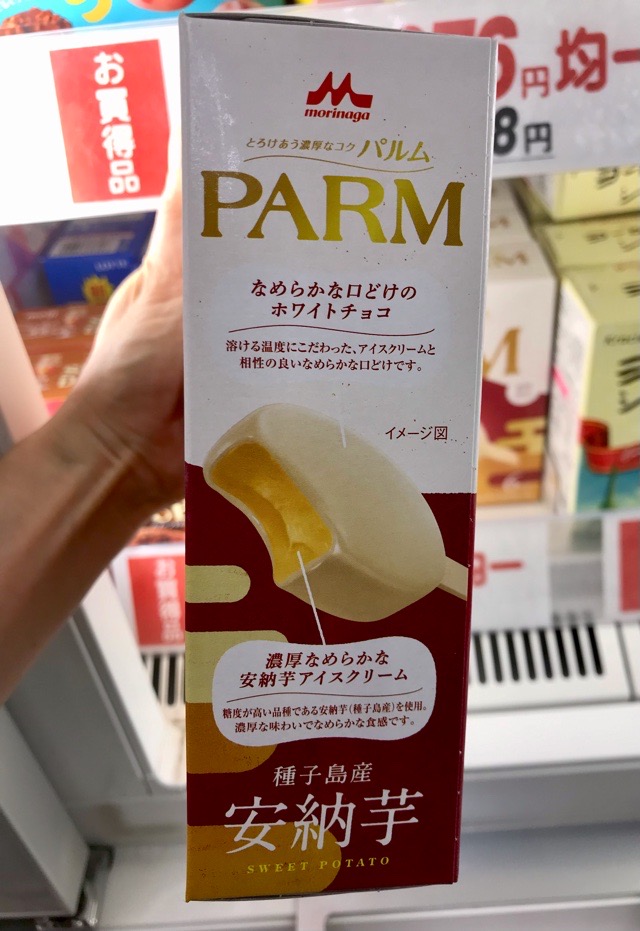 お買得品
円均一
8円
morinaga
とろけあう濃厚なコク パルム
PARM
なめらかな口どけの
ホワイトチョコ
溶ける温度にこだわった、アイスクリームと
相性の良いなめらかな口どけです。
イメージ図
濃厚なめらかな
安納芋アイスクリーム
糖度が高い品種である安納芋(種子島産)を使用。
濃厚な味わいでなめらかな食感です。
種子島産
安納芋
SWEET POTATO
お買得品
均一